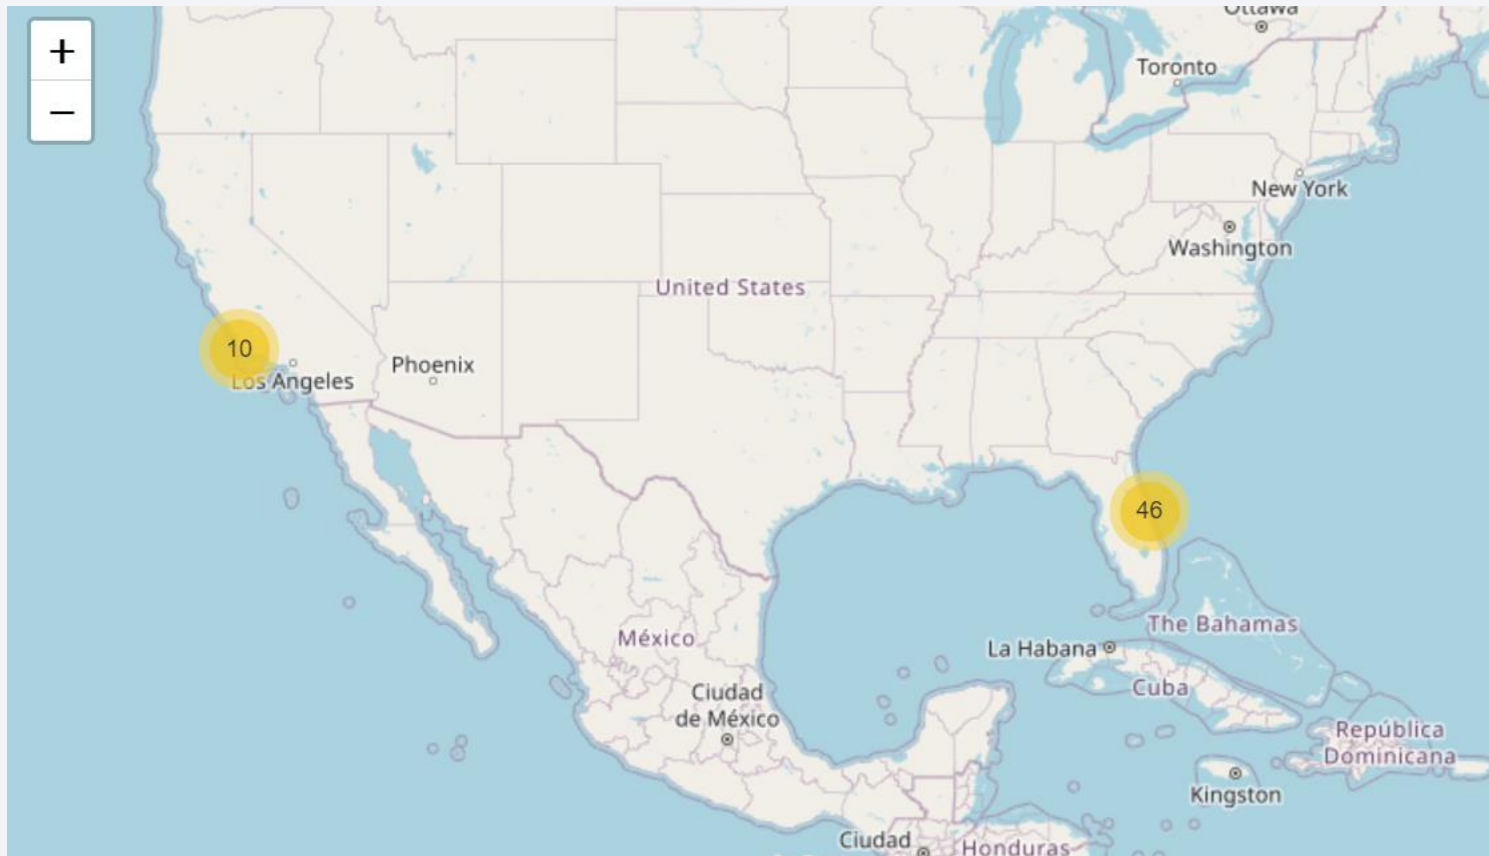 Ottawa
+
Toronto
−
New York
Washington
United States
10
Phoenix
Los Angeles
46
The Bahamas
México
La Habana
Cuba
Ciudad
de México
República
Dominicana
Kingston
Ciudad
Honduras